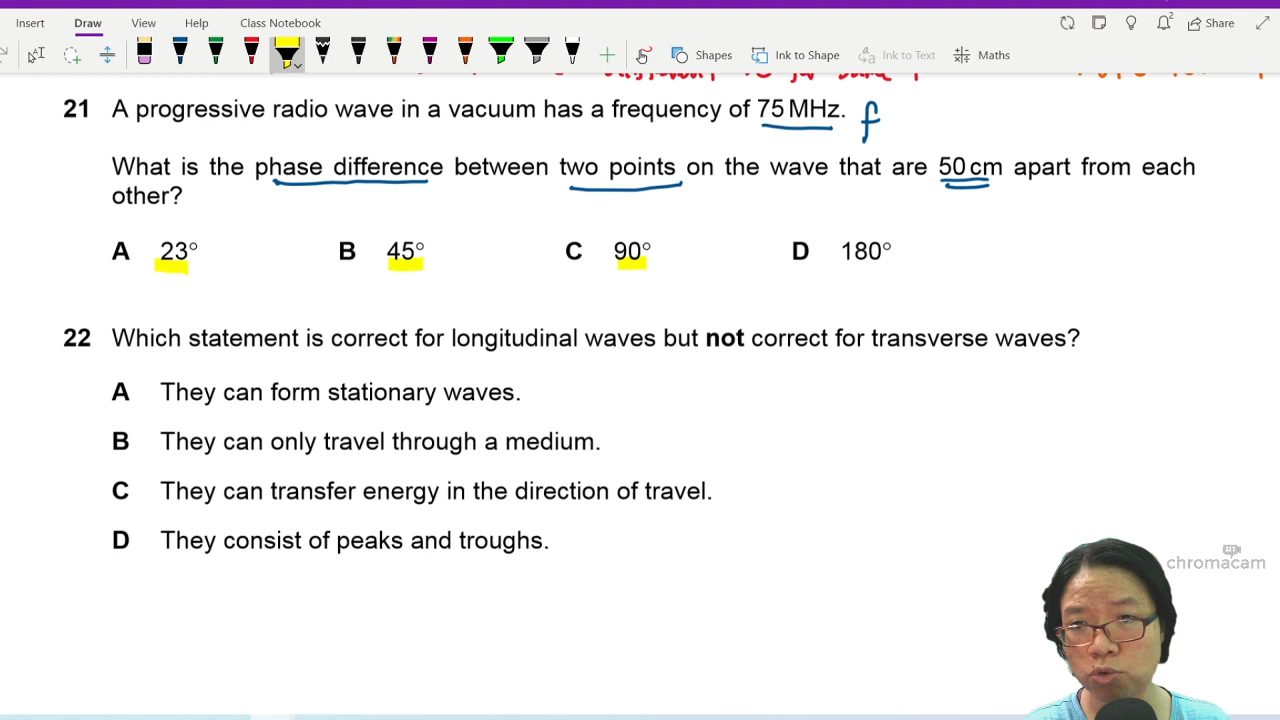 Insert Draw View Help Class Notebook 2 Share
Shapes Ink to Shape Ink to Text Maths
21 A progressive radio wave in a vacuum has a frequency of 75 MHz. f
What is the phase difference between two points on the wave that are 50 cm apart from each
other?
A 23° B 45° C 90° D 180°
22 Which statement is correct for longitudinal waves but not correct for transverse waves?
A They can form stationary waves.
B They can only travel through a medium.
C They can transfer energy in the direction of travel.
D They consist of peaks and troughs.
chromacam